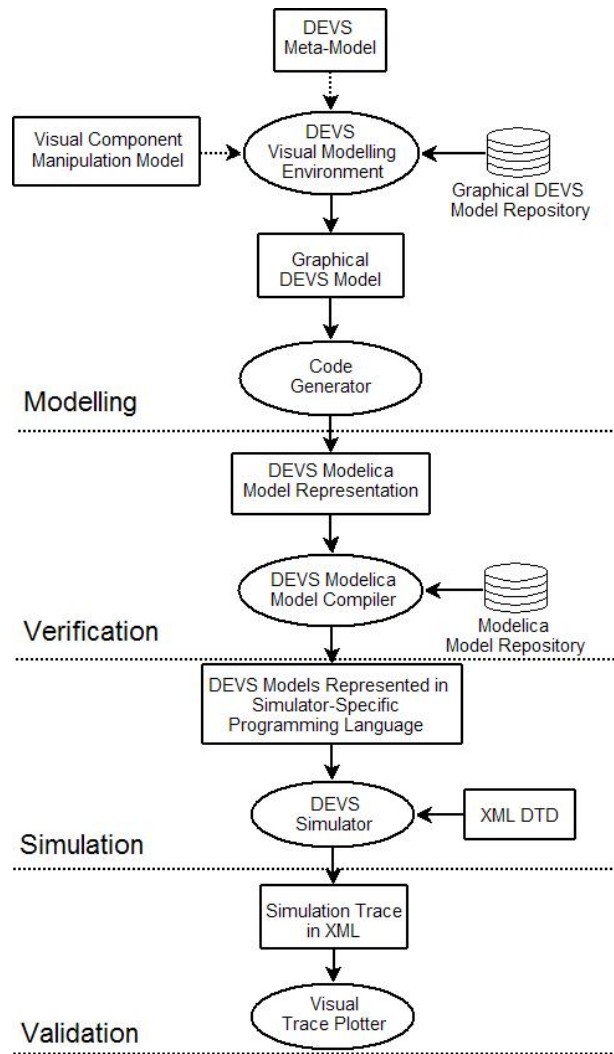 DEVS
Meta-Model
Visual Component
Manipulation Model
DEVS
Visual Modelling
Environment
Graphical DEVS
Model Repository
Graphical
DEVS Model
Code
Generator
Modelling
DEVS Modelica
Model Representation
DEVS Modelica
Model Compiler
Modelica
Model Repository
Verification
DEVS Models Represented in
Simulator-Specific
Programming Language
DEVS
Simulator
XML DTD
Simulation
Simulation Trace
in XML
Visual
Trace Plotter
Validation